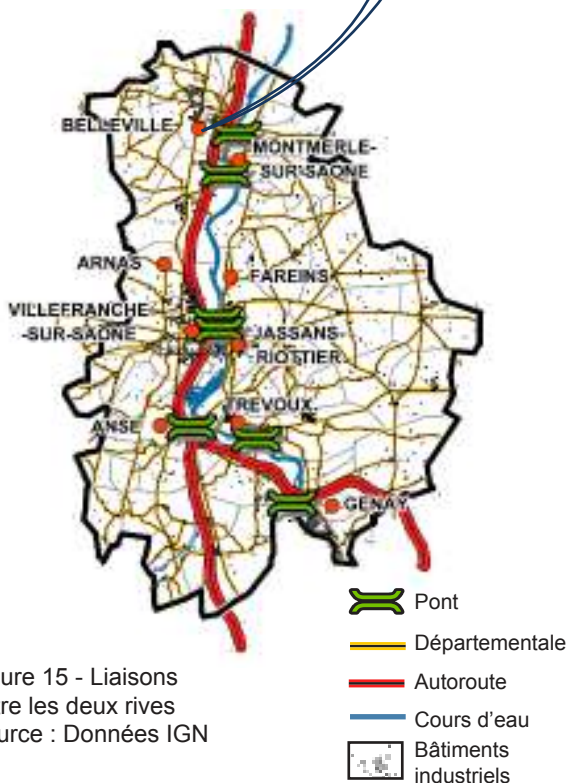 BELLEVILLE
MONTMERLE-
SUR-SAONE
ARNAS
FAREINS
VILLEFRANCHE
-SUR-SAONE
JASSANS-
RIOTTIER
TREVOUX
ANSE
GENAY
Pont
Départementale
Autoroute
Cours d'eau
Bâtiments
industriels
ure 15 - Liaisons
re les deux rives
urce : Données IGN